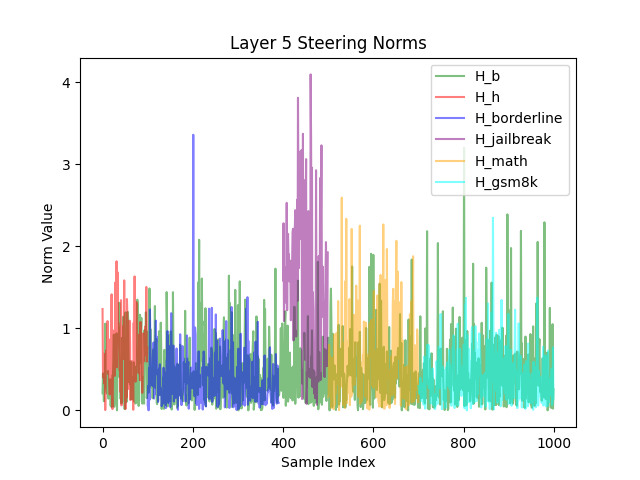 Layer 5 Steering Norms
Norm Value
4
3
2
1
0
H_b
H_h
H_borderline
H_jailbreak
H_math
H_gsm8k
0 200 400 600 800 1000
Sample Index